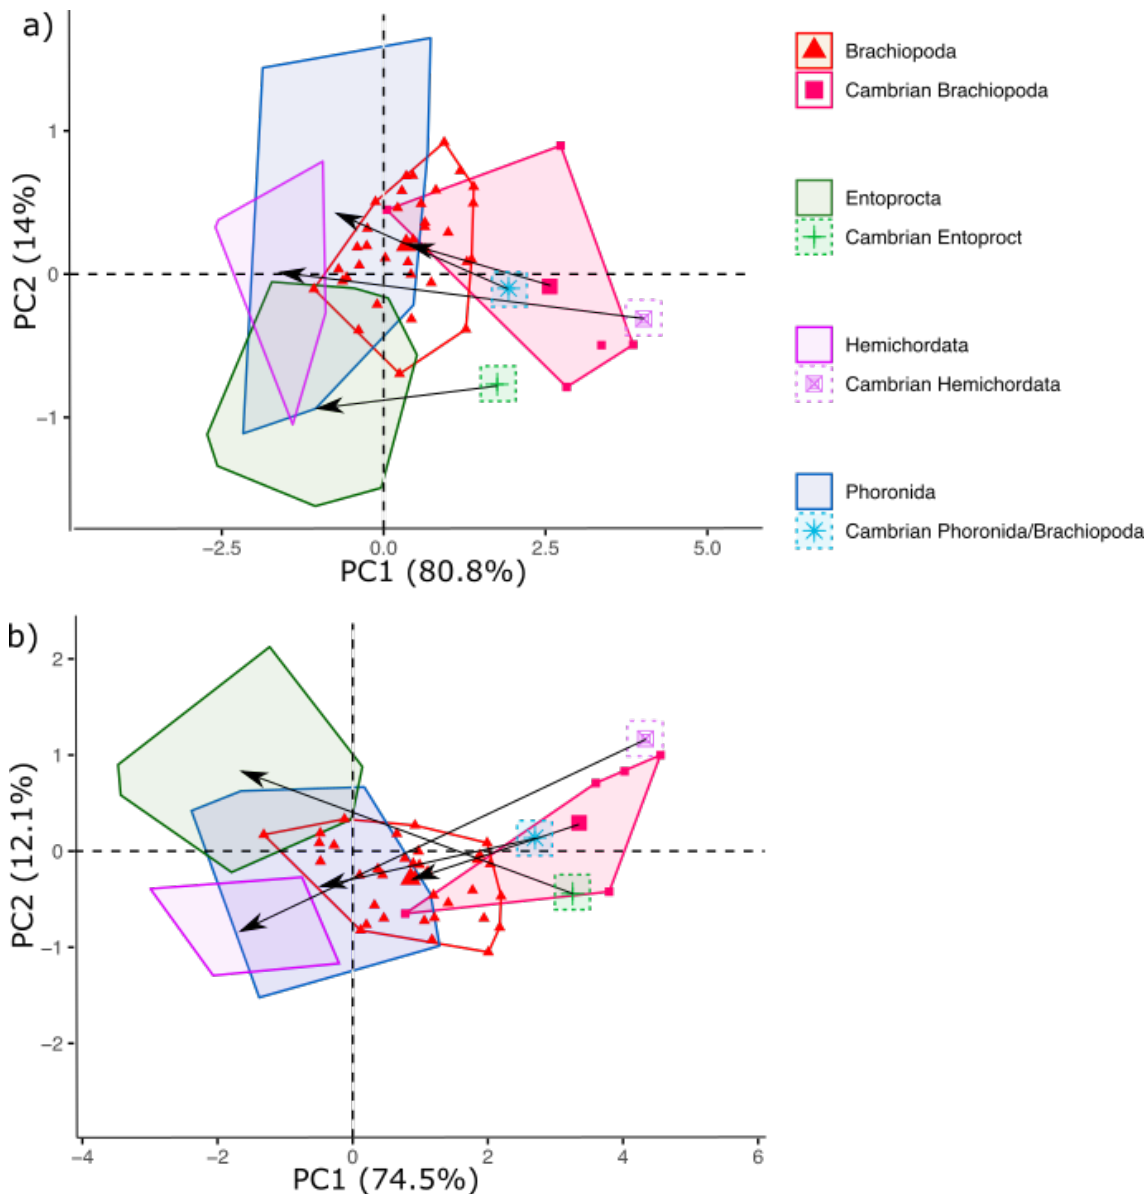 a)
Brachiopoda
Cambrian Brachiopoda
Entoprocta
Cambrian Entoproct
Hemichordata
Cambrian Hemichordata
Phoronida
Cambrian Phoronida/Brachiopoda
PC2 (14%)
1
0
−1
−2.5
0.0
2.5
5.0
PC1 (80.8%)
b)
PC2 (12.1%)
2
1
0
−1
−2
−4
−2
0
2
4
6
PC1 (74.5%)